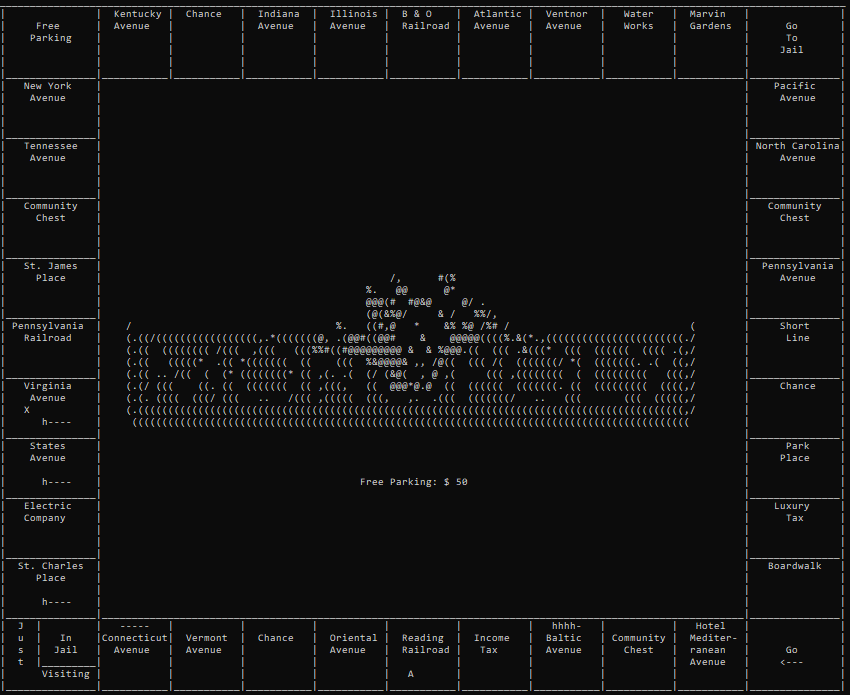 Kentucky Chance Indiana Illinois B & O Atlantic Ventnor Water Marvin
Free Avenue Avenue Avenue Railroad Avenue Avenue Works Gardens Go
Parking To
Jail
New York Pacific
Avenue Avenue
Tennessee North Carolina
Avenue Avenue
Community Community
Chest Chest
St. James Pennsylvania
Place Avenue
Pennsylvania Short
Railroad Line
Virginia Chance
Avenue
X
h----
States Park
Avenue Place
h---- Free Parking: $ 50
Electric Luxury
Company Tax
St. Charles Boardwalk
Place
h----
J ----- hhhh- Hotel
u In Connecticut Vermont Chance Oriental Reading Income Baltic Community Mediter-
s Jail Avenue Avenue Avenue Railroad Tax Avenue Chest ranean Go
t Avenue <---
Visiting A